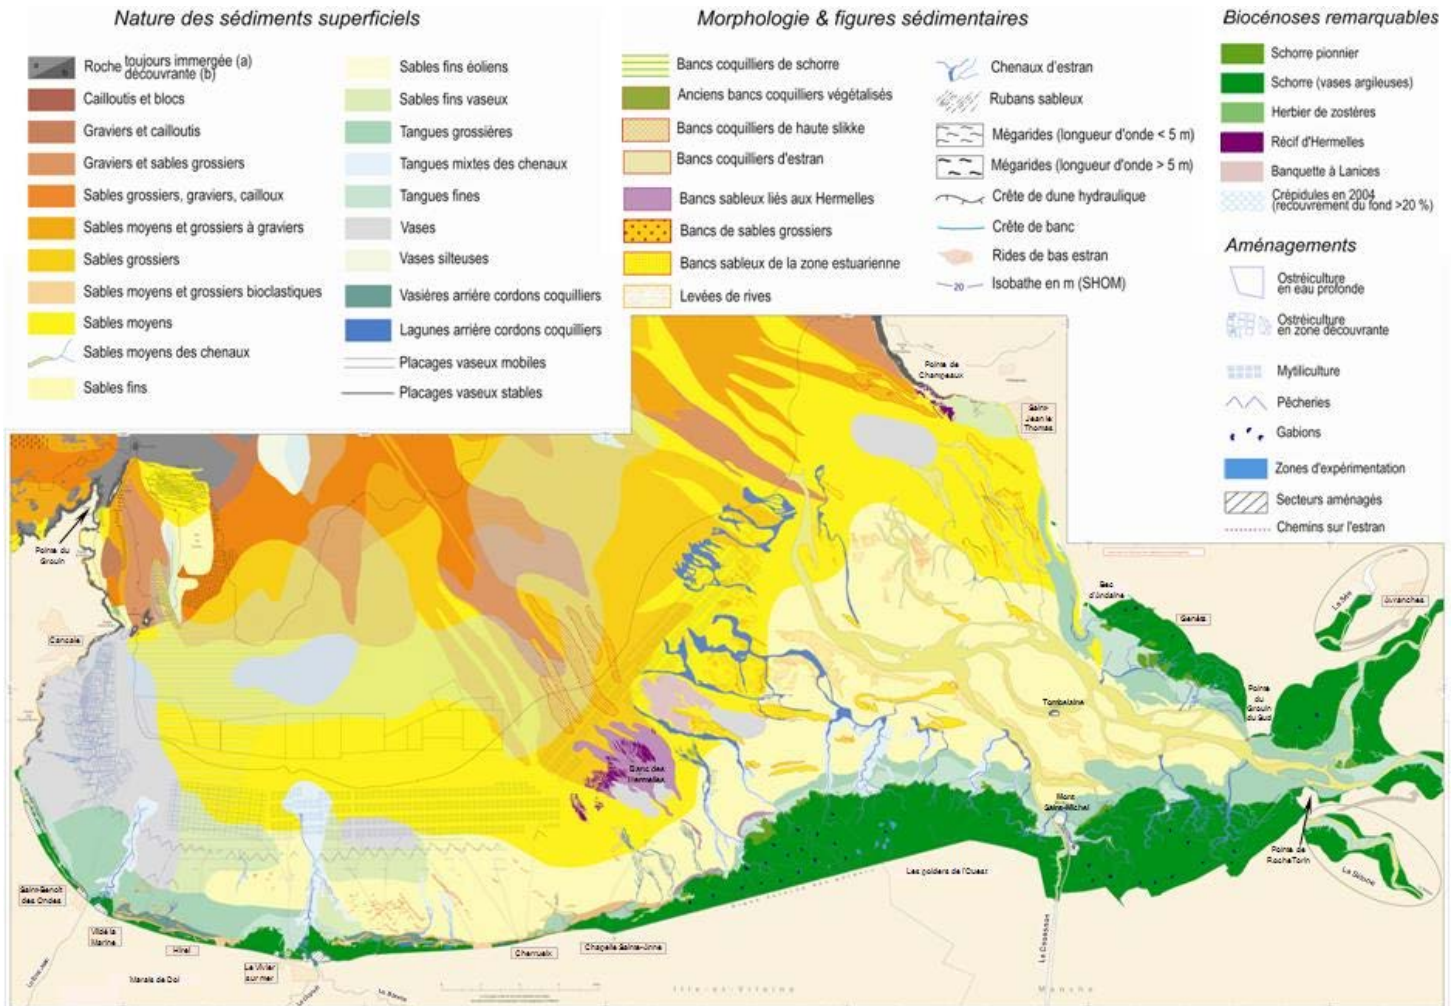 Nature des sédiments superficiels
Roche toujours immergée (a)
découvrante (b)
Cailloutis et blocs
Graviers et cailloutis
Graviers et sables grossiers
Sables grossiers, graviers, cailloux
Sables moyens et grossiers à graviers
Sables grossiers
Sables moyens et grossiers bioclastiques
Sables moyens
Sables moyens des chenaux
Sables fins
Sables fins éoliens
Sables fins vaseux
Tangues grossières
Tangues mixtes des chenaux
Tangues fines
Vases
Vases silteuses
Vasières arrière cordons coquilliers
Lagunes arrière cordons coquilliers
Placages vaseux mobiles
Placages vaseux stables
Morphologie & figures sédimentaires
Bancs coquilliers de schorre
Anciens bancs coquilliers végétalisés
Bancs coquilliers de haute slikke
Bancs coquilliers d'estran
Bancs sableux liés aux Hermelles
Bancs de sables grossiers
Bancs sableux de la zone estuarienne
Levées de rives
Chenaux d'estran
Rubans sableux
Mégarides (longueur d'onde < 5 m)
Mégarides (longueur d'onde > 5 m)
Crête de dune hydraulique
Crête de banc
Rides de bas estran
20
Isobathe en m (SHOM)
Biocénoses remarquables
Schorre pionnier
Schorre (vases argileuses)
Herbier de zostères
Récif d'Hermelles
Banquette à Lanices
Crépidules en 2004
(recouvrement du fond >20 %)
Aménagements
Ostréiculture
en eau profonde
Ostréiculture
en zone découvrante
Mytiliculture
Pêcheries
Gabions
Zones d'expérimentation
Secteurs aménagés
Chemins sur l'estran
Pointe de
Champeaux
Saint-
Jean le
Thomas
Pointe du
Grouin
Cancale
Bec
d'Andaine
Genêts
La Sée
Avranches
Pointe
du
Grouin
du Sud
Tombelaine
Banc des
Hermelles
Mont
Saint-Michel
Pointe de
Roche Torin
La Sélune
Les polders de l'Ouest
Saint-Benoit
des Ondes
Vildé la
Marine
Hirel
Marais de Dol
Le Vivier
sur mer
Cherrueix
Chapelle Sainte-Anne
Le Couesnon
Ille-et-Vilaine
Manche